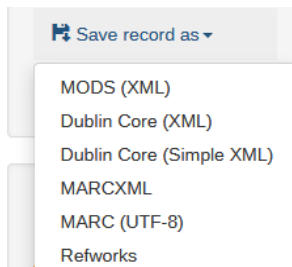 Save record as
MODS (XML)
Dublin Core (XML)
Dublin Core (Simple XML)
MARCXML
MARC (UTF-8)
Refworks